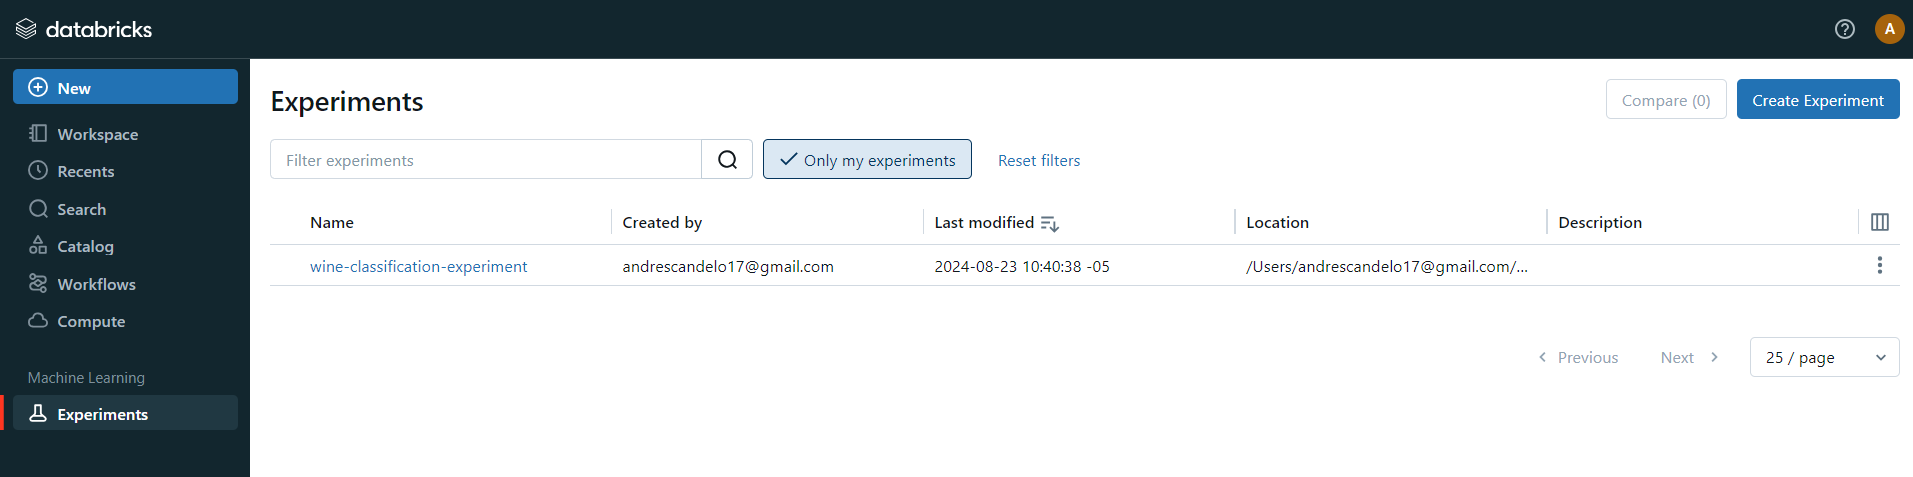 databricks
A
New
Workspace
Recents
Search
Catalog
Workflows
Compute
Machine Learning
Experiments
Experiments
Compare (0)
Create Experiment
Filter experiments
Only my experiments
Reset filters
Name Created by Last modified Location Description
wine-classification-experiment andrescandelo17@gmail.com 2024-08-23 10:40:38 -05 /Users/andrescandelo17@gmail.com/...
Previous Next 25 / page